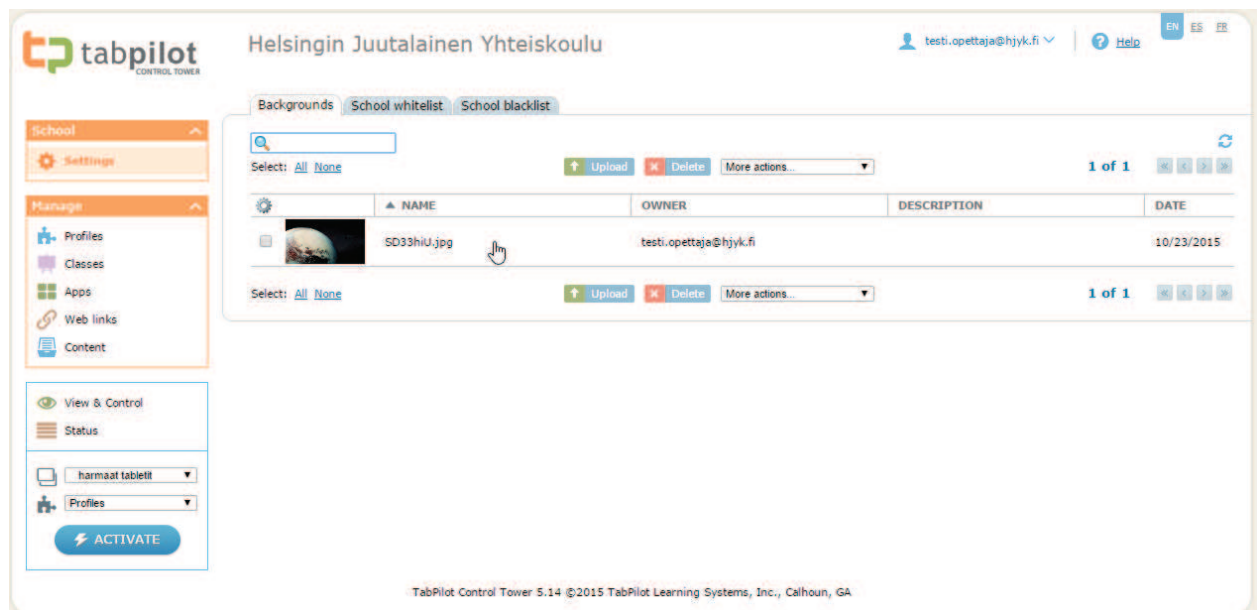 tabpilot
CONTROL TOWER
Helsingin Juutalainen Yhteiskoulu
testi.opettaja@hjyk.fi
Help
EN ES FR
Backgrounds School whitelist School blacklist
School
Settings
Manage
Profiles
Classes
Apps
Web links
Content
View & Control
Status
harmaat tabletit
Profiles
ACTIVATE
Select: All None Upload Delete More actions... 1 of 1
NAME OWNER DESCRIPTION DATE
SD33hiU.jpg testi.opettaja@hjyk.fi 10/23/2015
Select: All None Upload Delete More actions... 1 of 1
TabPilot Control Tower 5.14 ©2015 TabPilot Learning Systems, Inc., Calhoun, GA